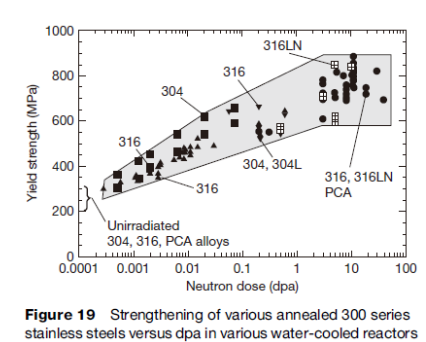 1000
800
600
400
200
0
Yield strength (MPa)
316LN
316
304
316
316
304, 304L
316, 316LN
PCA
Unirradiated
304, 316, PCA alloys
0.0001 0.001 0.01 0.1 1 10 100
Neutron dose (dpa)
Figure 19 Strengthening of various annealed 300 series
stainless steels versus dpa in various water-cooled reactors